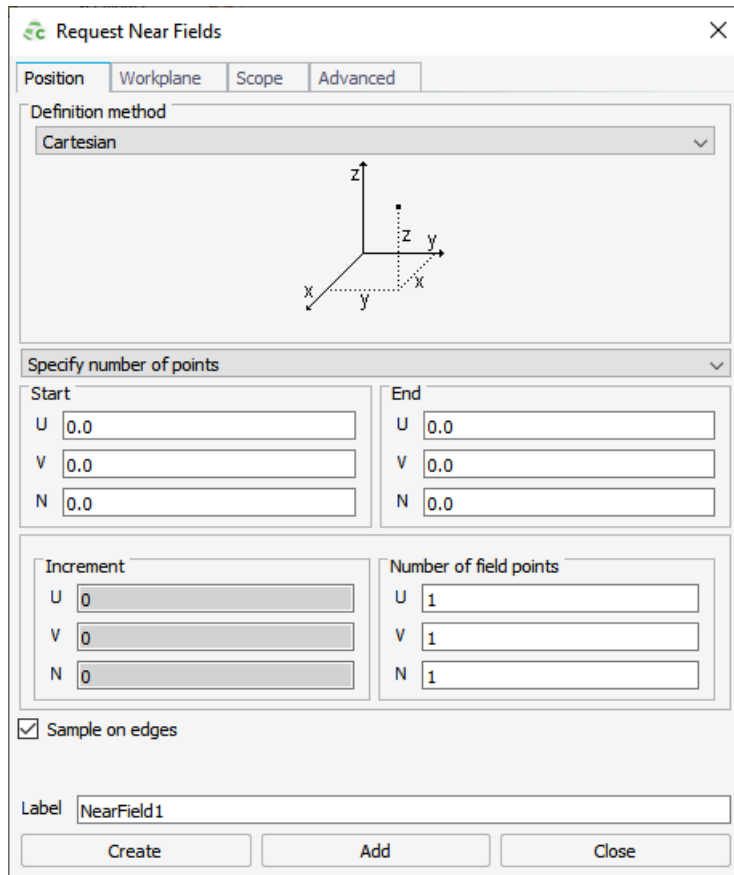 Request Near Fields
Position Workplane Scope Advanced
Definition method
Cartesian
z
z y
x x
y
Specify number of points
Start End
U 0.0 U 0.0
V 0.0 V 0.0
N 0.0 N 0.0
Increment Number of field points
U 0 U 1
V 0 V 1
N 0 N 1
Sample on edges
Label NearField1
Create Add Close